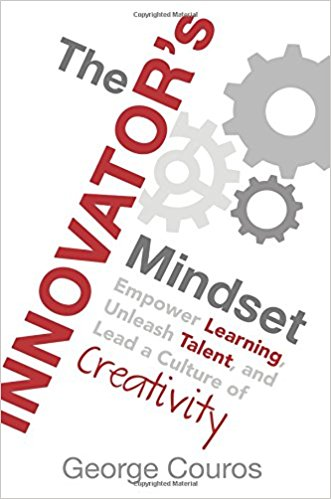 The
INNOVATOR's
Mindset
Empower Learning,
Unleash Talent, and
Lead a Culture of
Creativity
George Couros